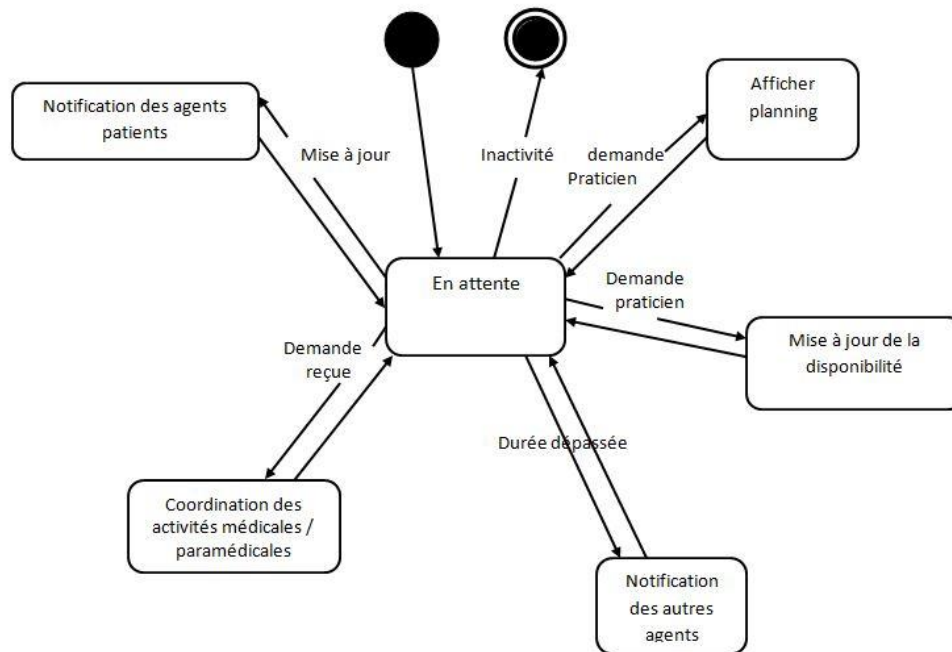 Notification des agents
patients
Mise à jour
Inactivité
demande
Praticien
Afficher
planning
En attente
Demande
praticien
Mise à jour de la
disponibilité
Demande
reçue
Durée dépassée
Coordination des
activités médicales /
paramédicales
Notification
des autres
agents